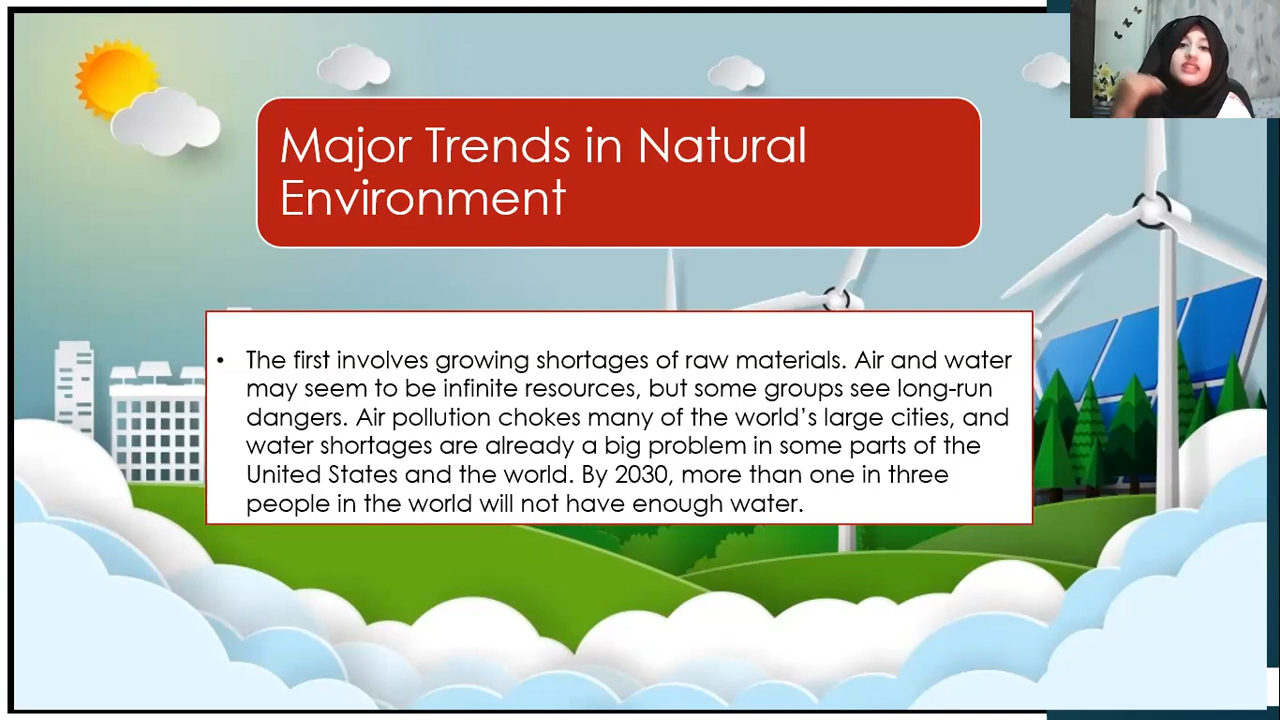 Major Trends in Natural
Environment
• The first involves growing shortages of raw materials. Air and water
may seem to be infinite resources, but some groups see long-run
dangers. Air pollution chokes many of the world’s large cities, and
water shortages are already a big problem in some parts of the
United States and the world. By 2030, more than one in three
people in the world will not have enough water.